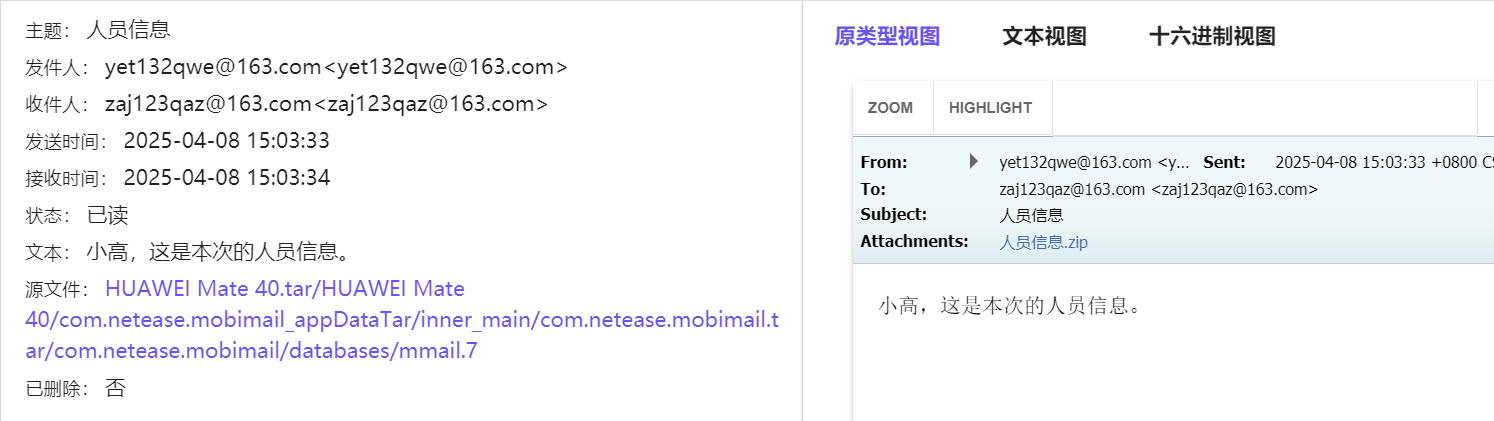 主题： 人员信息
发件人： yet132qwe@163.com<yet132qwe@163.com>
收件人： zaj123qaz@163.com<zaj123qaz@163.com>
发送时间： 2025-04-08 15:03:33
接收时间： 2025-04-08 15:03:34
状态： 已读
文本： 小高，这是本次的人员信息。
源文件： HUAWEI Mate 40.tar/HUAWEI Mate
40/com.netease.mobimail_appDataTar/inner_main/com.netease.mobimail.t
ar/com.netease.mobimail/databases/mmail.7
已删除： 否
原类型视图 文本视图 十六进制视图
ZOOM HIGHLIGHT
From: yet132qwe@163.com <y... Sent: 2025-04-08 15:03:33 +0800 CS
To: zaj123qaz@163.com <zaj123qaz@163.com>
Subject: 人员信息
Attachments: 人员信息.zip
小高，这是本次的人员信息。